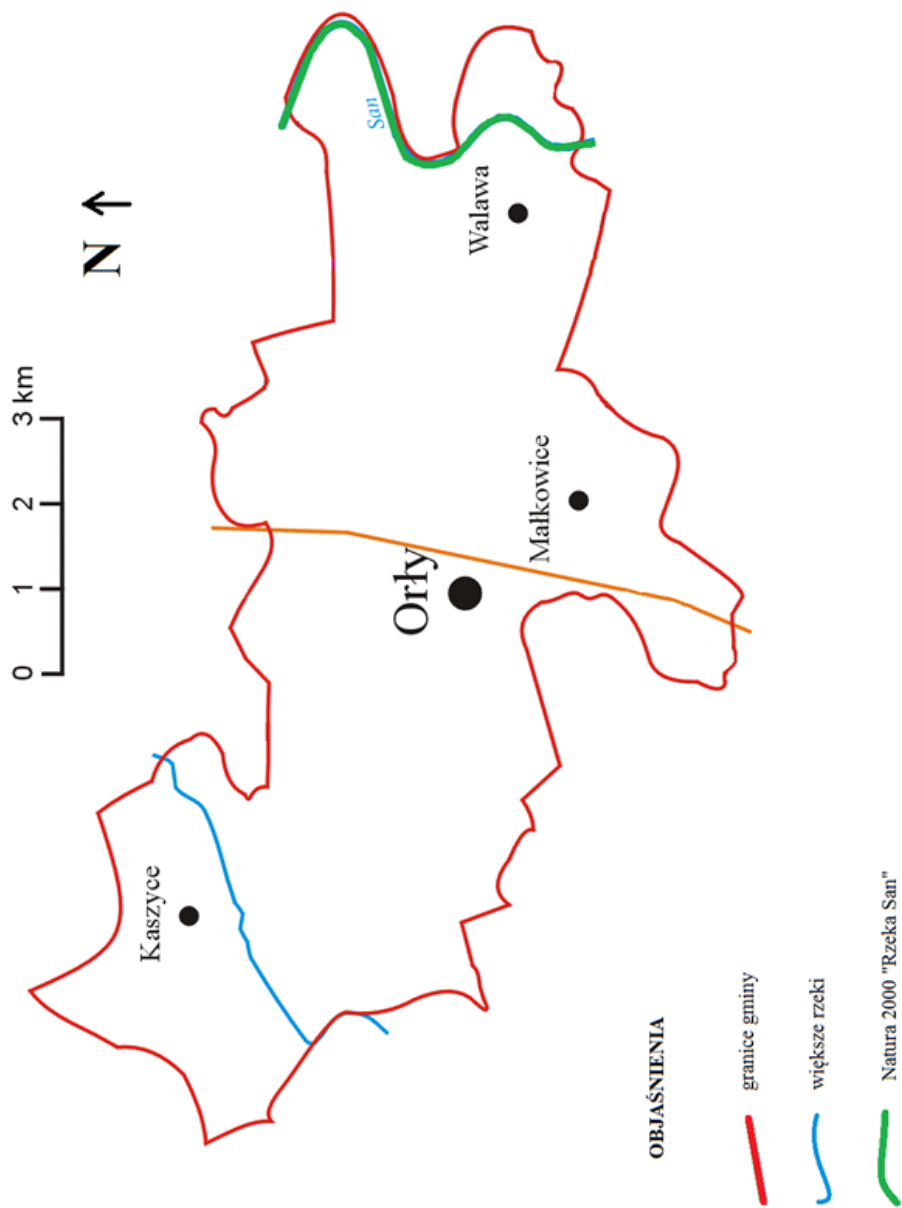 0 1 2 3 km
N
San
Kaszyce
Orły
Walawa
Małkowice
OBJAŚNIENIA
granice gminy
większe rzeki
Natura 2000 "Rzeka San"